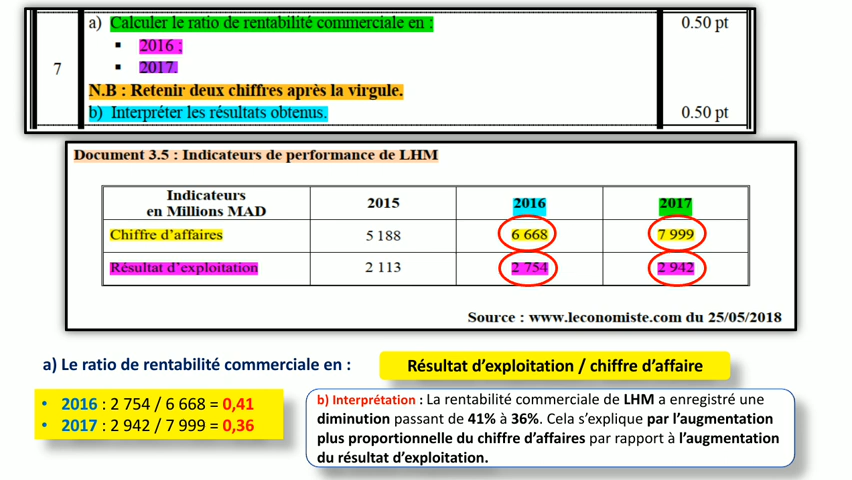 a) Calculer le ratio de rentabilité commerciale en : 0.50 pt
▪ 2016 ;
▪ 2017.
7
N.B : Retenir deux chiffres après la virgule.
b) Interpréter les résultats obtenus. 0.50 pt
Document 3.5 : Indicateurs de performance de LHM
Indicateurs
en Millions MAD 2015 2016 2017
Chiffre d'affaires 5 188 6 668 7 999
Résultat d'exploitation 2 113 2 754 2 942
Source : www.leconomiste.com du 25/05/2018
a) Le ratio de rentabilité commerciale en : Résultat d'exploitation / chiffre d'affaire
• 2016 : 2 754 / 6 668 = 0,41
• 2017 : 2 942 / 7 999 = 0,36
b) Interprétation : La rentabilité commerciale de LHM a enregistré une
diminution passant de 41% à 36%. Cela s'explique par l'augmentation
plus proportionnelle du chiffre d'affaires par rapport à l'augmentation
du résultat d'exploitation.